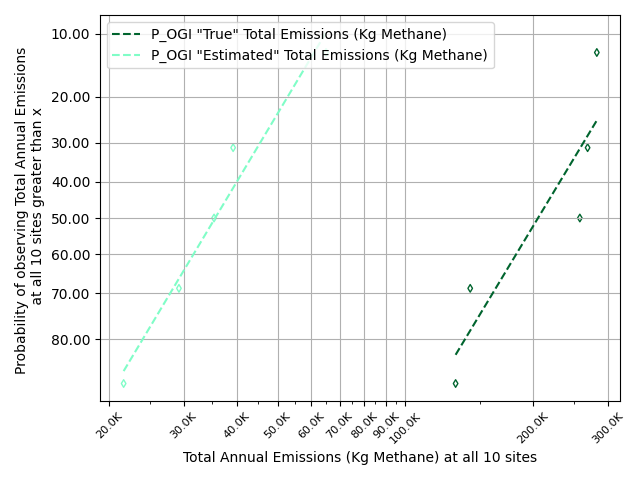 P_OGI "True" Total Emissions (Kg Methane)
P_OGI "Estimated" Total Emissions (Kg Methane)
Probability of observing Total Annual Emissions
at all 10 sites greater than x
10.00
20.00
30.00
40.00
50.00
60.00
70.00
80.00
20.0K
30.0K
40.0K
50.0K
60.0K
70.0K
80.0K
90.0K
100.0K
200.0K
300.0K
Total Annual Emissions (Kg Methane) at all 10 sites